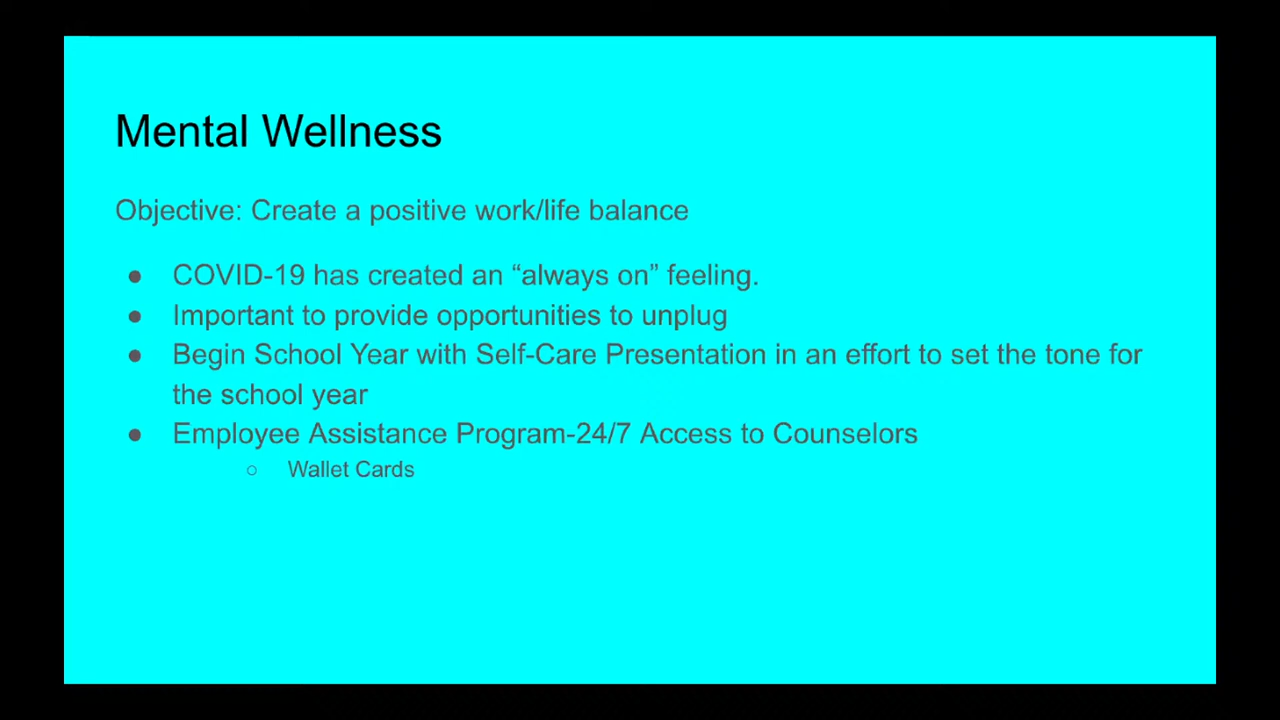 Mental Wellness
Objective: Create a positive work/life balance
● COVID-19 has created an “always on” feeling.
● Important to provide opportunities to unplug
● Begin School Year with Self-Care Presentation in an effort to set the tone for
the school year
● Employee Assistance Program-24/7 Access to Counselors
○ Wallet Cards